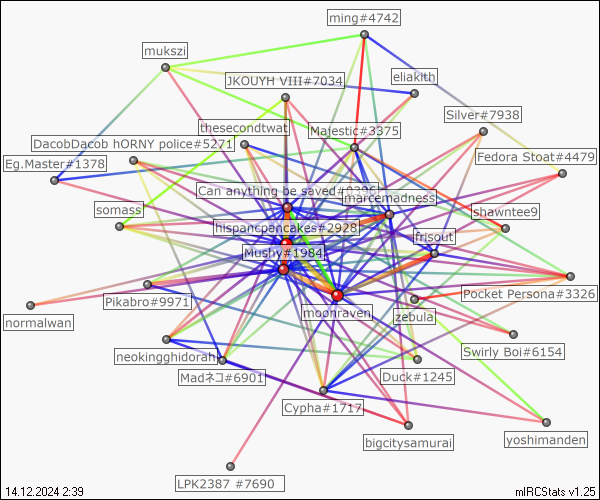 ming#4742
mukszi
eliakith
JKOUYH VIII#7034
Silver#7938
thesecondtwat
Majestic#3375
DacobDacob hORNY police#5271
Fedora Stoat#4479
Eg.Master#1378
Can anything be saved#0396
marcemadness
somass
shawntee9
hispancpencakes#2928
frisout
Mushy#1984
Pikabro#9971
Pocket Persona#3326
moonraven
zebula
normalwan
neokingghidorah
Swirly Boi#6154
Madネコ#6901
Duck#1245
Cypha#1717
bigcitysamurai
yoshimanden
LPK2387 #7690
14.12.2024 2:39
mIRCStats v1.25